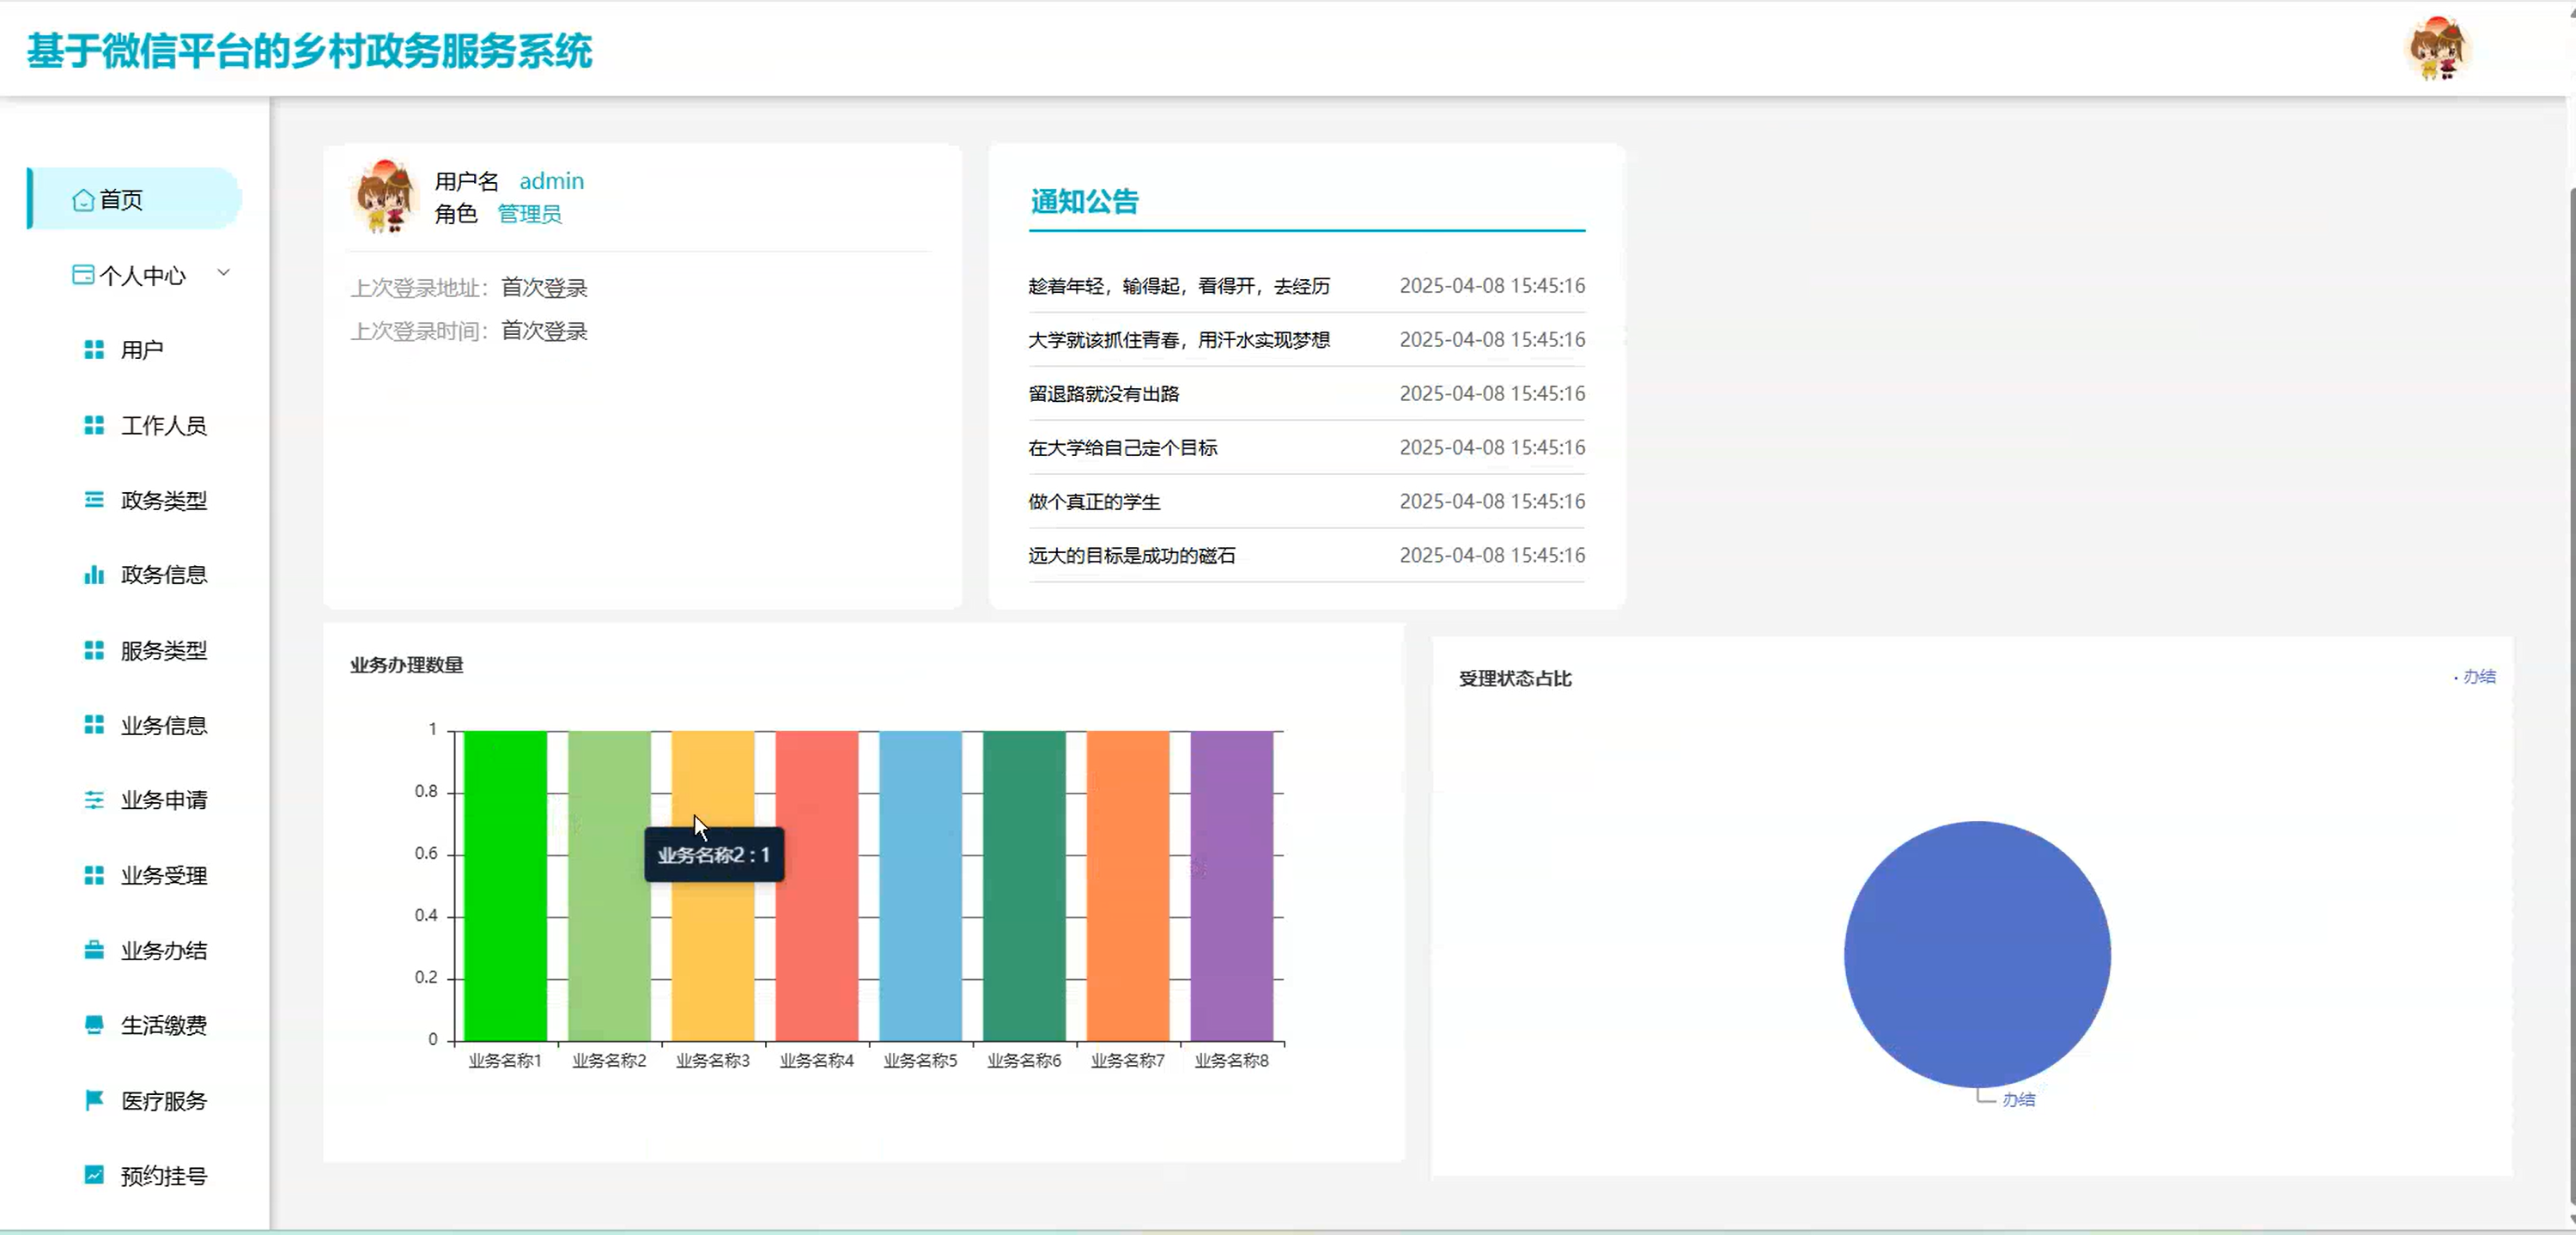 基于微信平台的乡村政务服务系统
首页
个人中心
用户
工作人员
政务类型
政务信息
服务类型
业务信息
业务申请
业务受理
业务办结
生活缴费
医疗服务
预约挂号
用户名 admin
角色 管理员
上次登录地址： 首次登录
上次登录时间： 首次登录
通知公告
趁着年轻，输得起，看得开，去经历 2025-04-08 15:45:16
大学就该抓住青春，用汗水实现梦想 2025-04-08 15:45:16
留退路就没有出路 2025-04-08 15:45:16
在大学给自己定个目标 2025-04-08 15:45:16
做个真正的学生 2025-04-08 15:45:16
远大的目标是成功的磁石 2025-04-08 15:45:16
业务办理数量
1
0.8
0.6
0.4
0.2
0
业务名称2 : 1
业务名称1 业务名称2 业务名称3 业务名称4 业务名称5 业务名称6 业务名称7 业务名称8
受理状态占比
办结
办结